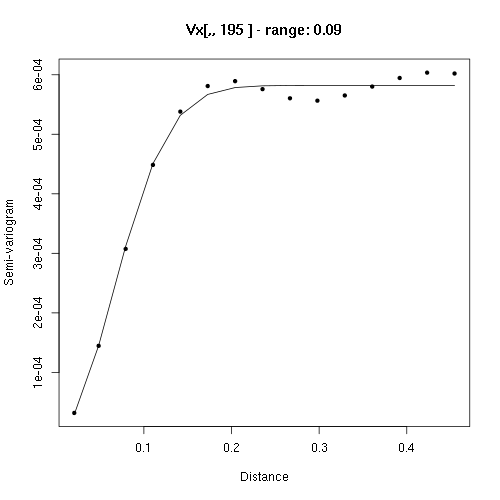 Vx[,, 195 ] - range: 0.09
6e-04
5e-04
4e-04
3e-04
2e-04
1e-04
Semi-variogram
0.1 0.2 0.3 0.4
Distance